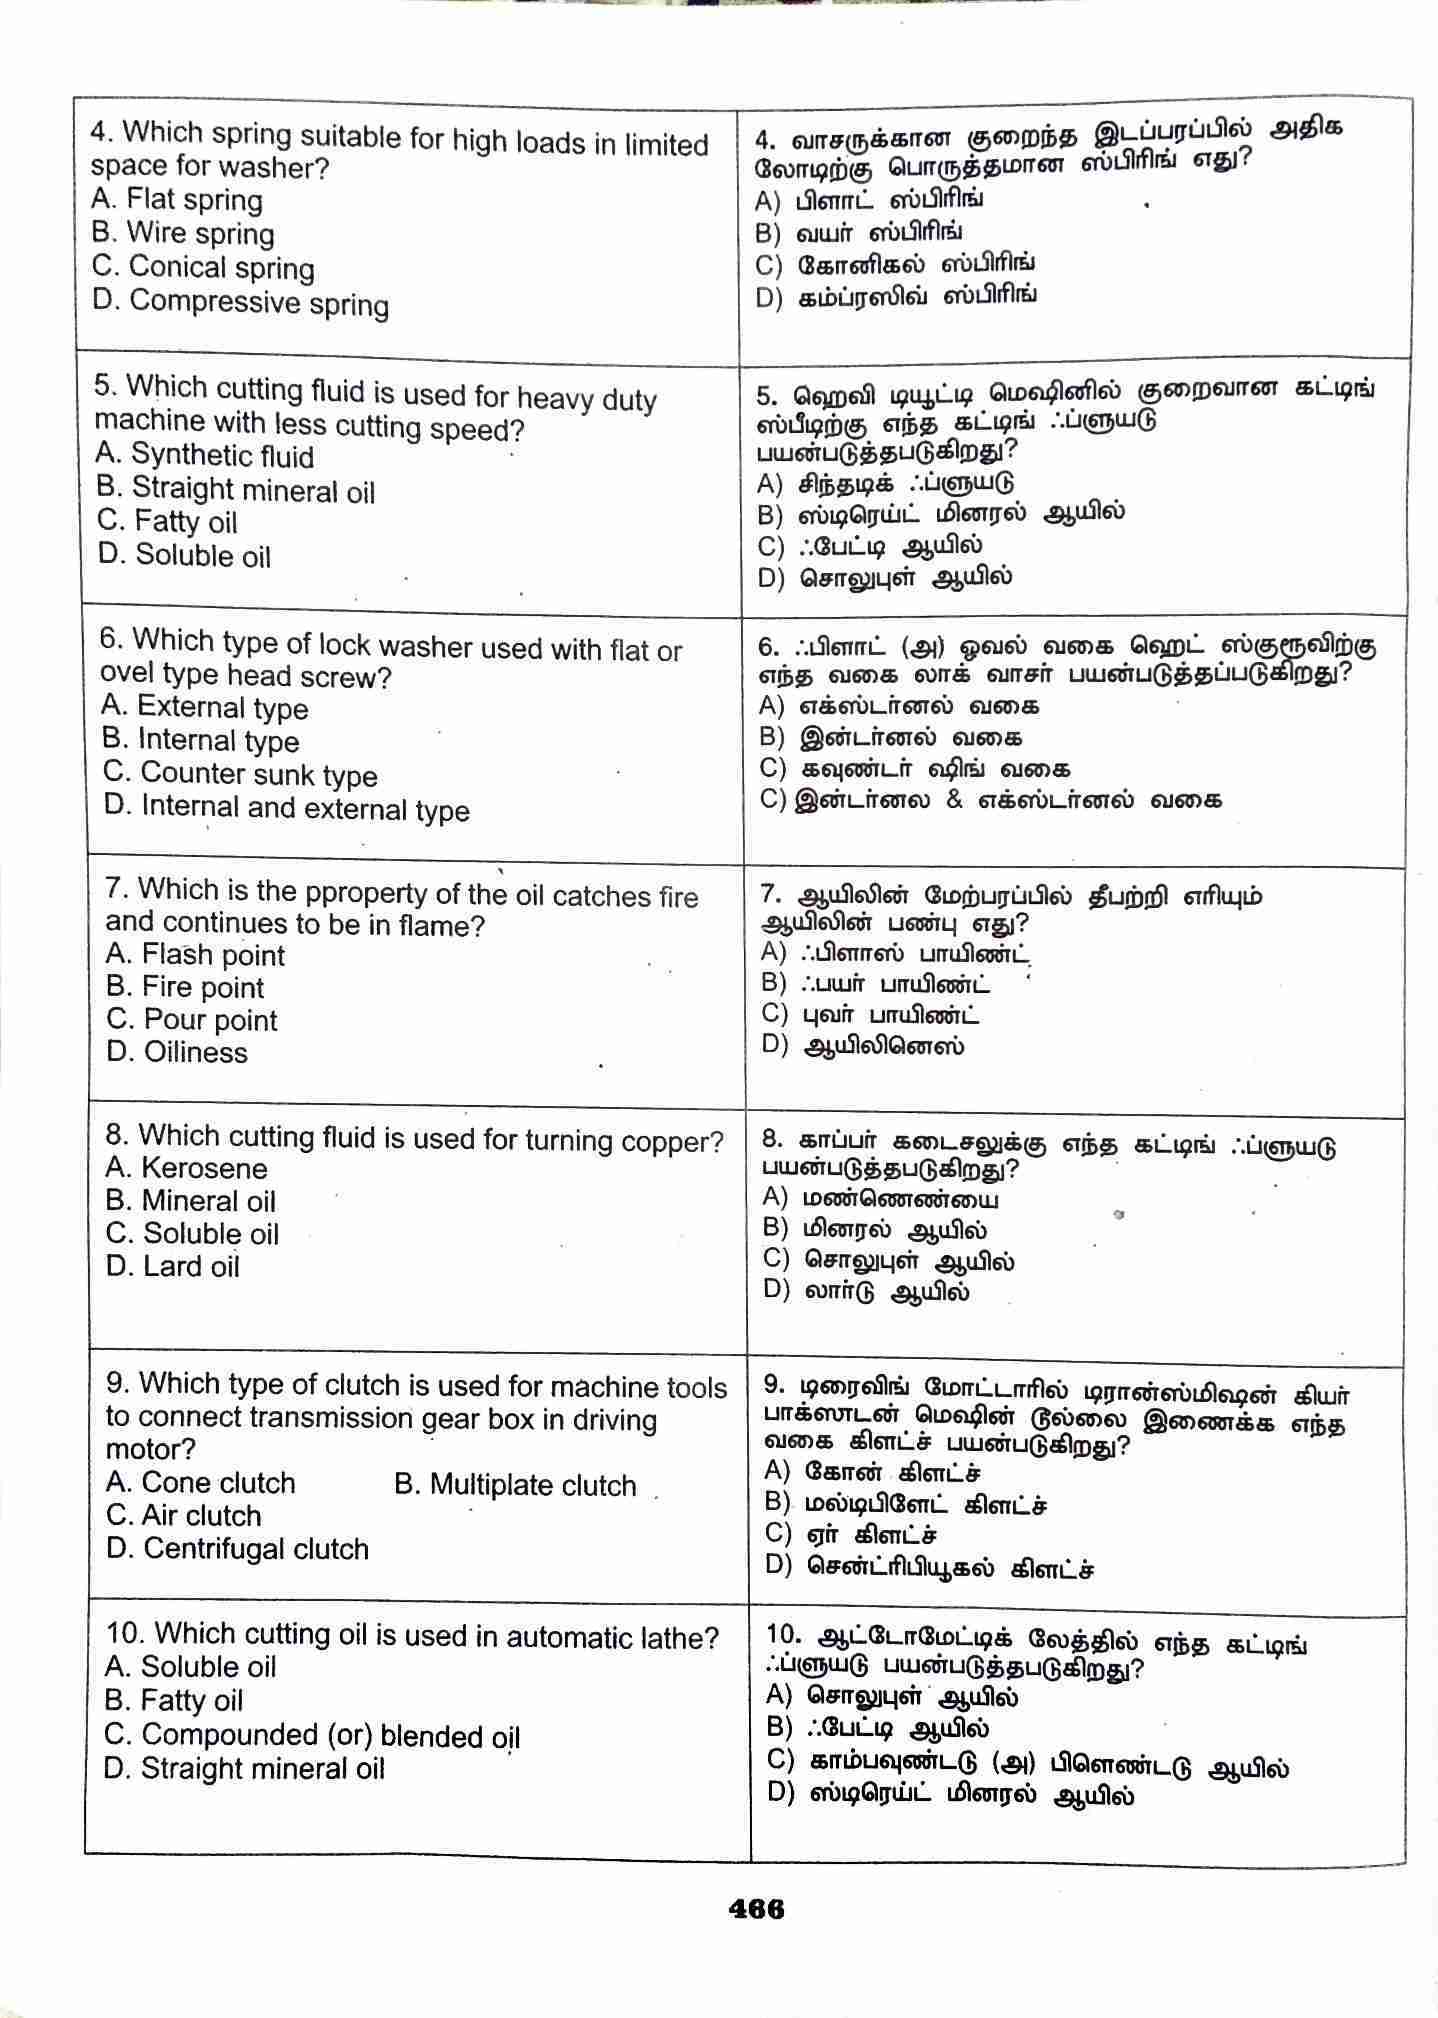 4. Which spring suitable for high loads in limited
space for washer?
A. Flat spring
B. Wire spring
C. Conical spring
D. Compressive spring
4. வாசருக்கான குறைந்த இடப்பரப்பில் அதிக
லோடிற்கு பொருத்தமான ஸ்பிரிங் எது?
A) பிளாட் ஸ்பிரிங்
B) வயர் ஸ்பிரிங்
C) கோனிகல் ஸ்பிரிங்
D) கம்ப்ரஸிவ் ஸ்பிரிங்
5. Which cutting fluid is used for heavy duty
machine with less cutting speed?
A. Synthetic fluid
B. Straight mineral oil
C. Fatty oil
D. Soluble oil
5. ஹெவி டியூட்டி மெஷினில் குறைவான கட்டிங்
ஸ்பீடிற்கு எந்த கட்டிங் ஃப்ளுயடு
பயன்படுத்தபடுகிறது?
A) சிந்தடிக் ஃப்ளுயடு
B) ஸ்டிரெய்ட் மினரல் ஆயில்
C) ஃபேட்டி ஆயில்
D) சொலுபுள் ஆயில்
6. Which type of lock washer used with flat or
ovel type head screw?
A. External type
B. Internal type
C. Counter sunk type
D. Internal and external type
6. ஃபிளாட் (அ) ஓவல் வகை ஹெட் ஸ்குரூவிற்கு
எந்த வகை லாக் வாசர் பயன்படுத்தப்படுகிறது?
A) எக்ஸ்டர்னல் வகை
B) இன்டர்னல் வகை
C) கவுண்டர் ஷிங் வகை
C) இன்டர்னல & எக்ஸ்டர்னல் வகை
7. Which is the pproperty of the oil catches fire
and continues to be in flame?
A. Flash point
B. Fire point
C. Pour point
D. Oiliness
7. ஆயிலின் மேற்பரப்பில் தீபற்றி எரியும்
ஆயிலின் பண்பு எது?
A) ஃபிளாஸ் பாயிண்ட்
B) ஃபயர் பாயிண்ட்
C) புவர் பாயிண்ட்
D) ஆயிலினெஸ்
8. Which cutting fluid is used for turning copper?
A. Kerosene
B. Mineral oil
C. Soluble oil
D. Lard oil
8. காப்பர் கடைசலுக்கு எந்த கட்டிங் ஃப்ளுயடு
பயன்படுத்தபடுகிறது?
A) மண்ணெண்யை
B) மினரல் ஆயில்
C) சொலுபுள் ஆயில்
D) லார்டு ஆயில்
9. Which type of clutch is used for machine tools
to connect transmission gear box in driving
motor?
A. Cone clutch B. Multiplate clutch
C. Air clutch
D. Centrifugal clutch
9. டிரைவிங் மோட்டாரில் டிரான்ஸ்மிஷன் கியர்
பாக்ஸுடன் மெஷின் டூல்லை இணைக்க எந்த
வகை கிளட்ச் பயன்படுகிறது?
A) கோன் கிளட்ச்
B) மல்டிபிளேட் கிளட்ச்
C) ஏர் கிளட்ச்
D) சென்ட்ரிபியூகல் கிளட்ச்
10. Which cutting oil is used in automatic lathe?
A. Soluble oil
B. Fatty oil
C. Compounded (or) blended oil
D. Straight mineral oil
10. ஆட்டோமேட்டிக் லேத்தில் எந்த கட்டிங்
ஃப்ளுயடு பயன்படுத்தபடுகிறது?
A) சொலுபுள் ஆயில்
B) ஃபேட்டி ஆயில்
C) காம்பவுண்டடு (அ) பிளெண்டடு ஆயில்
D) ஸ்டிரெய்ட் மினரல் ஆயில்
466